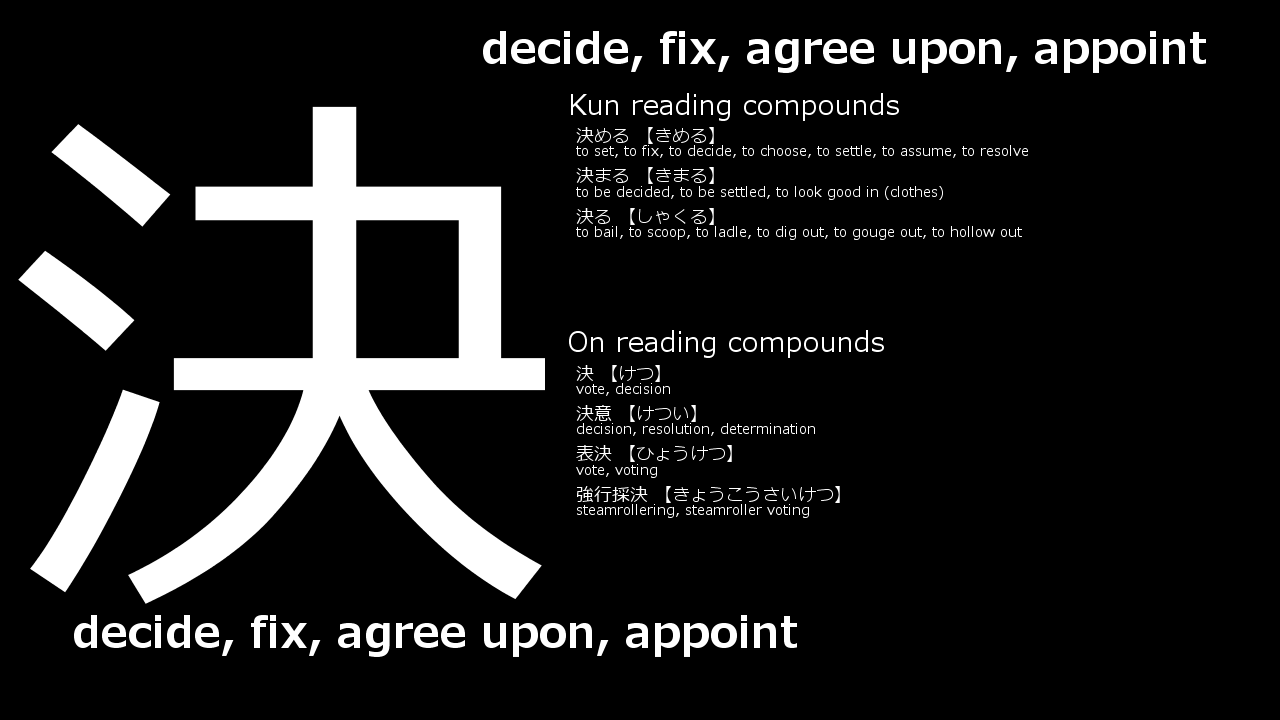 decide, fix, agree upon, appoint
決
Kun reading compounds
決める 【きめる】
to set, to fix, to decide, to choose, to settle, to assume, to resolve
決まる 【きまる】
to be decided, to be settled, to look good in (clothes)
決る 【しゃくる】
to bail, to scoop, to ladle, to dig out, to gouge out, to hollow out
On reading compounds
決 【けつ】
vote, decision
決意 【けつい】
decision, resolution, determination
表決 【ひょうけつ】
vote, voting
強行採決 【きょうこうさいけつ】
steamrollering, steamroller voting
decide, fix, agree upon, appoint